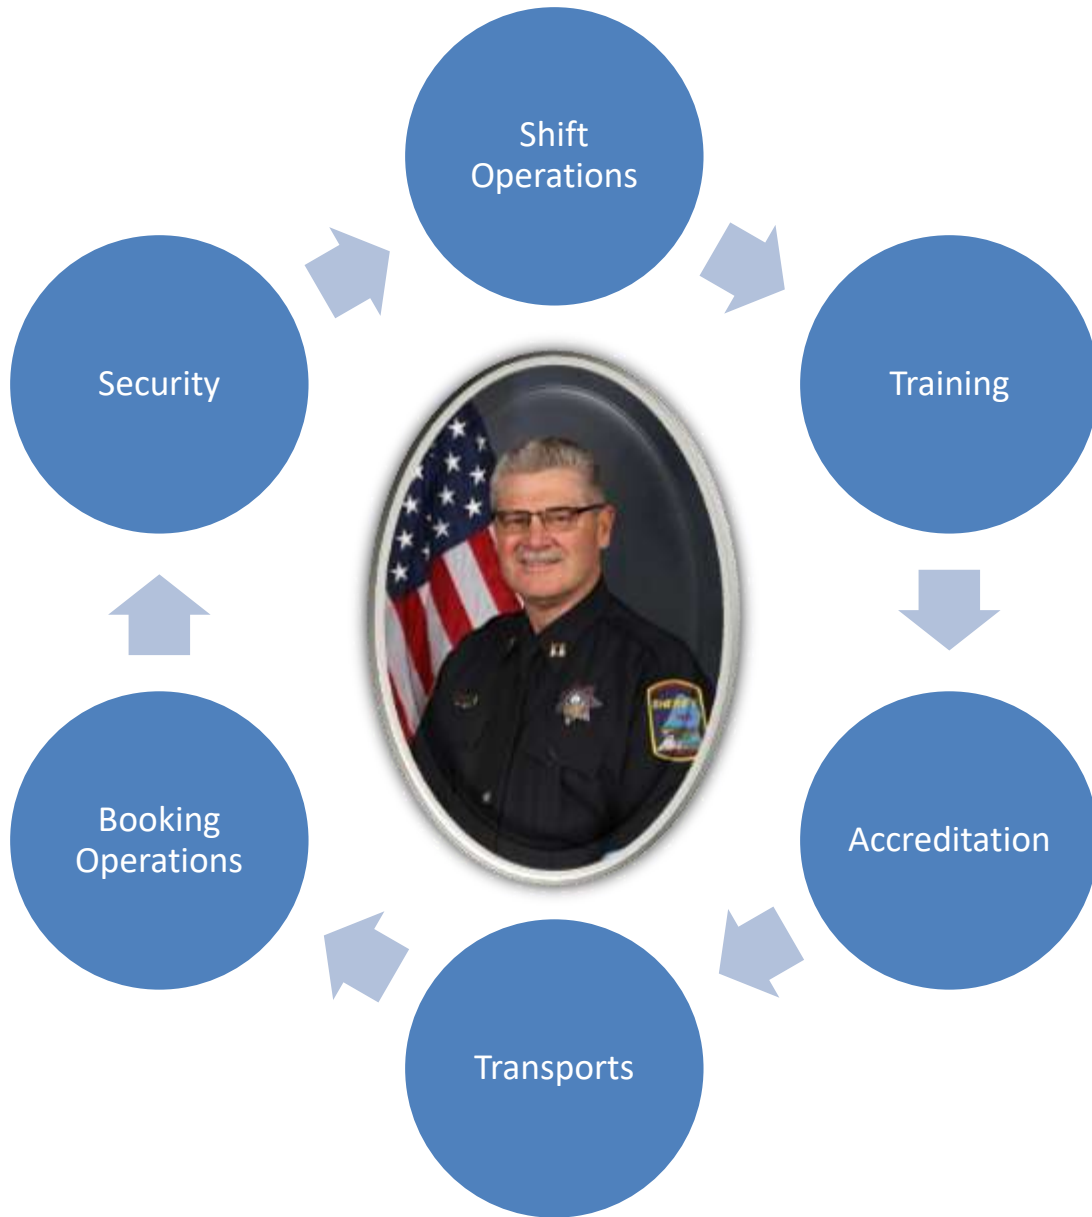 Shift
Operations
Training
Accreditation
Transports
Booking
Operations
Security